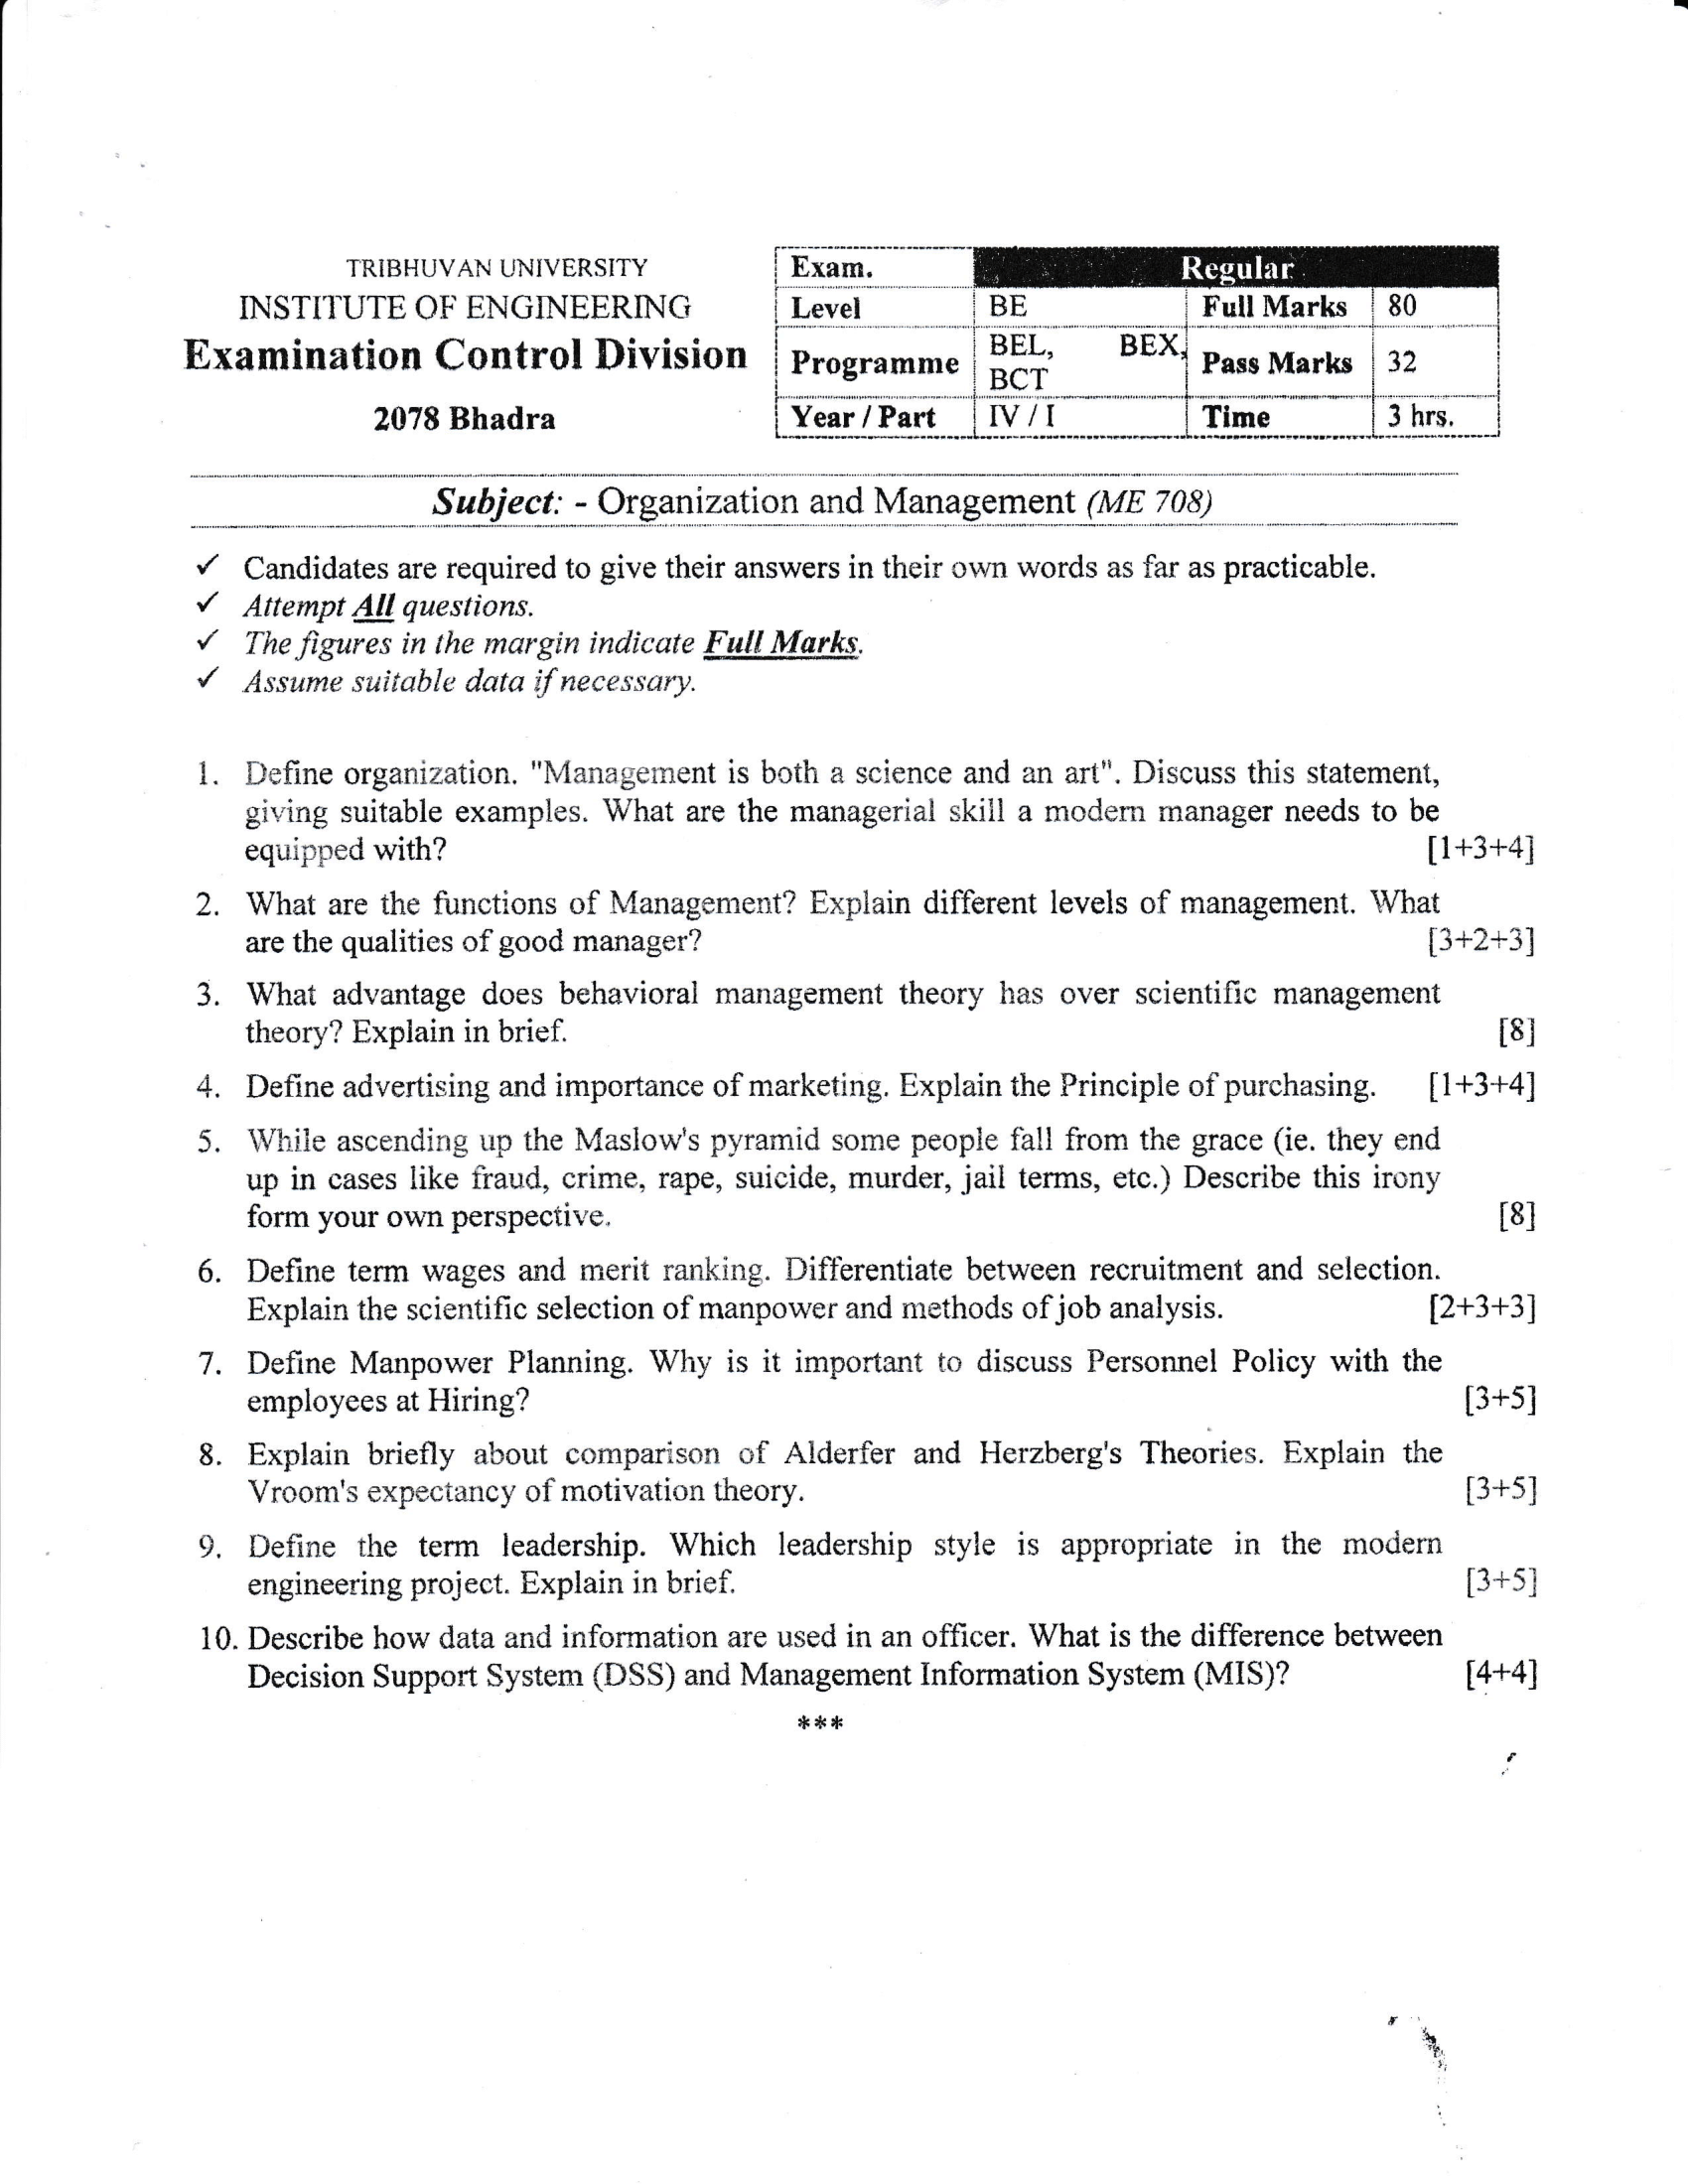 TRIBHUVAN UNIVERSITY
INSTITUTE OF ENGINEERING
Examination Control Division
2078 Bhadra
Exam. Regular
Level BE Full Marks 80
Programme BEL, BEX, BCT Pass Marks 32
Year / Part IV / I Time 3 hrs.
Subject: - Organization and Management (ME 708)
✓ Candidates are required to give their answers in their own words as far as practicable.
✓ Attempt All questions.
✓ The figures in the margin indicate Full Marks.
✓ Assume suitable data if necessary.
1. Define organization. "Management is both a science and an art". Discuss this statement,
giving suitable examples. What are the managerial skill a modern manager needs to be
equipped with? [1+3+4]
2. What are the functions of Management? Explain different levels of management. What
are the qualities of good manager? [3+2+3]
3. What advantage does behavioral management theory has over scientific management
theory? Explain in brief. [8]
4. Define advertising and importance of marketing. Explain the Principle of purchasing. [1+3+4]
5. While ascending up the Maslow's pyramid some people fall from the grace (ie. they end
up in cases like fraud, crime, rape, suicide, murder, jail terms, etc.) Describe this irony
form your own perspective. [8]
6. Define term wages and merit ranking. Differentiate between recruitment and selection.
Explain the scientific selection of manpower and methods of job analysis. [2+3+3]
7. Define Manpower Planning. Why is it important to discuss Personnel Policy with the
employees at Hiring? [3+5]
8. Explain briefly about comparison of Alderfer and Herzberg's Theories. Explain the
Vroom's expectancy of motivation theory. [3+5]
9. Define the term leadership. Which leadership style is appropriate in the modern
engineering project. Explain in brief. [3+5]
10. Describe how data and information are used in an officer. What is the difference between
Decision Support System (DSS) and Management Information System (MIS)? [4+4]
***